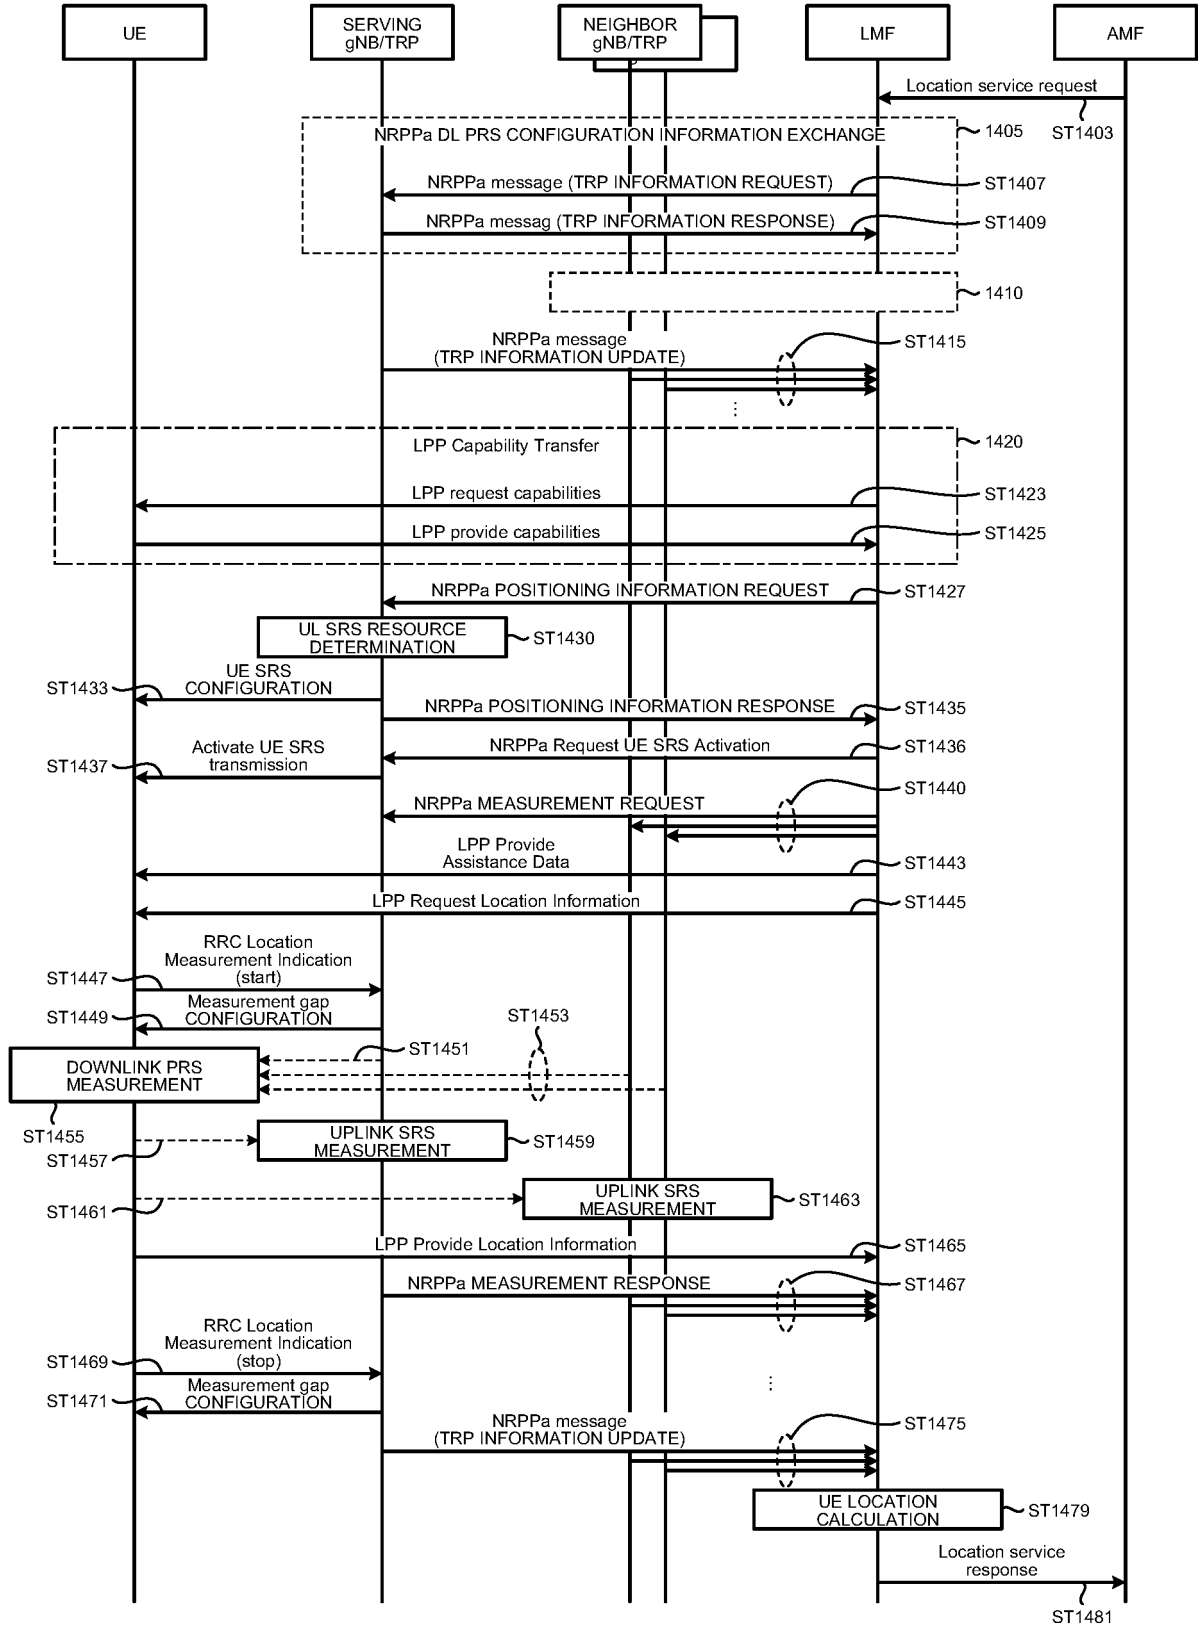 UE
SERVING
gNB/TRP
NEIGHBOR
gNB/TRP
LMF
AMF
Location service request
ST1403
NRPPa DL PRS CONFIGURATION INFORMATION EXCHANGE
1405
NRPPa message (TRP INFORMATION REQUEST)
ST1407
NRPPa messag (TRP INFORMATION RESPONSE)
ST1409
1410
NRPPa message
(TRP INFORMATION UPDATE)
ST1415
LPP Capability Transfer
1420
LPP request capabilities
ST1423
LPP provide capabilities
ST1425
NRPPa POSITIONING INFORMATION REQUEST
ST1427
UL SRS RESOURCE
DETERMINATION
ST1430
UE SRS
CONFIGURATION
ST1433
NRPPa POSITIONING INFORMATION RESPONSE
ST1435
NRPPa Request UE SRS Activation
ST1436
Activate UE SRS
transmission
ST1437
NRPPa MEASUREMENT REQUEST
ST1440
LPP Provide
Assistance Data
ST1443
LPP Request Location Information
ST1445
RRC Location
Measurement Indication
(start)
ST1447
Measurement gap
CONFIGURATION
ST1449
ST1451
ST1453
DOWNLINK PRS
MEASUREMENT
ST1455
ST1457
UPLINK SRS
MEASUREMENT
ST1459
ST1461
UPLINK SRS
MEASUREMENT
ST1463
LPP Provide Location Information
ST1465
NRPPa MEASUREMENT RESPONSE
ST1467
RRC Location
Measurement Indication
(stop)
ST1469
Measurement gap
CONFIGURATION
ST1471
NRPPa message
(TRP INFORMATION UPDATE)
ST1475
UE LOCATION
CALCULATION
ST1479
Location service
response
ST1481